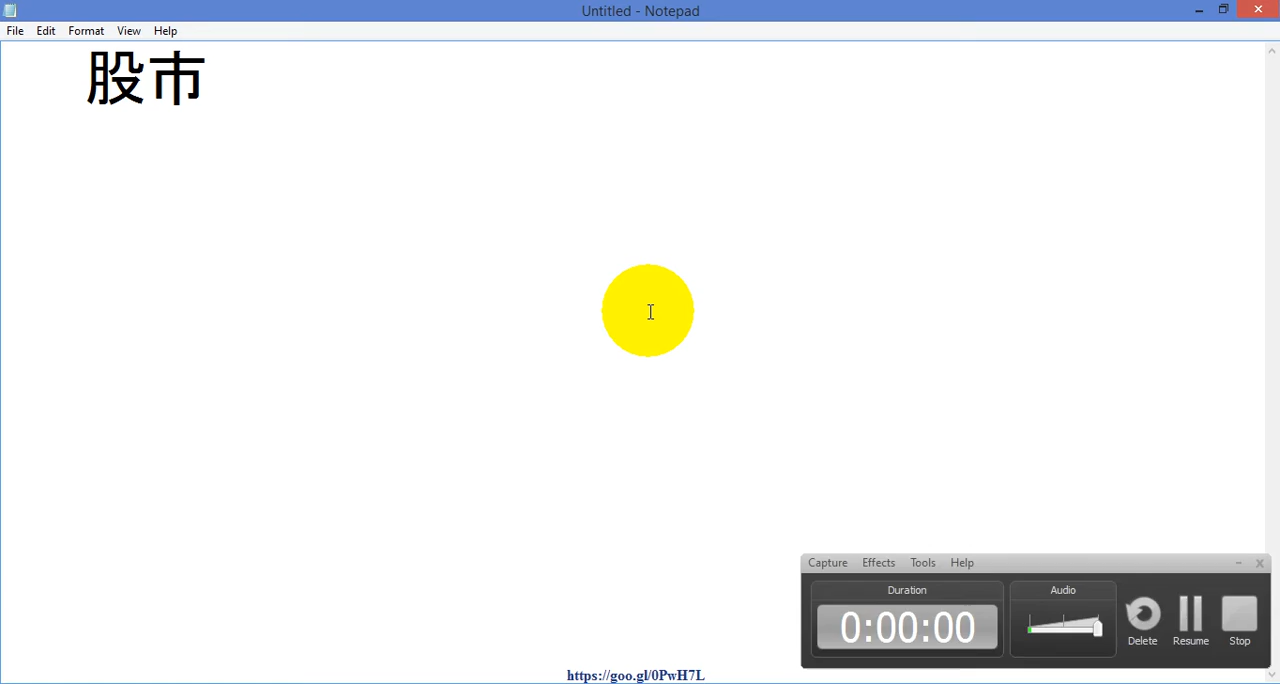 Untitled - Notepad
File Edit Format View Help
股市
Capture Effects Tools Help
Duration
Audio
0:00:00
Delete Resume Stop
https://goo.gl/0PwH7L